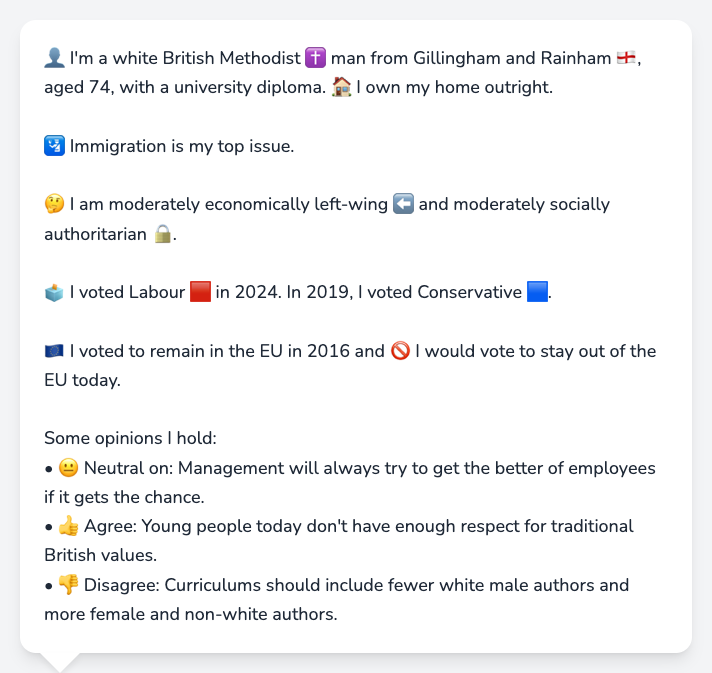 👤 I'm a white British Methodist ✝️ man from Gillingham and Rainham 🏴󠁧󠁢󠁥󠁮󠁧󠁿,
aged 74, with a university diploma. 🏠 I own my home outright.
🛂 Immigration is my top issue.
🤔 I am moderately economically left-wing ⬅️ and moderately socially
authoritarian 🔒.
🗳️ I voted Labour 🟥 in 2024. In 2019, I voted Conservative 🟦.
🇪🇺 I voted to remain in the EU in 2016 and 🚫 I would vote to stay out of the
EU today.
Some opinions I hold:
• 😐 Neutral on: Management will always try to get the better of employees
if it gets the chance.
• 👍 Agree: Young people today don't have enough respect for traditional
British values.
• 👎 Disagree: Curriculums should include fewer white male authors and
more female and non-white authors.